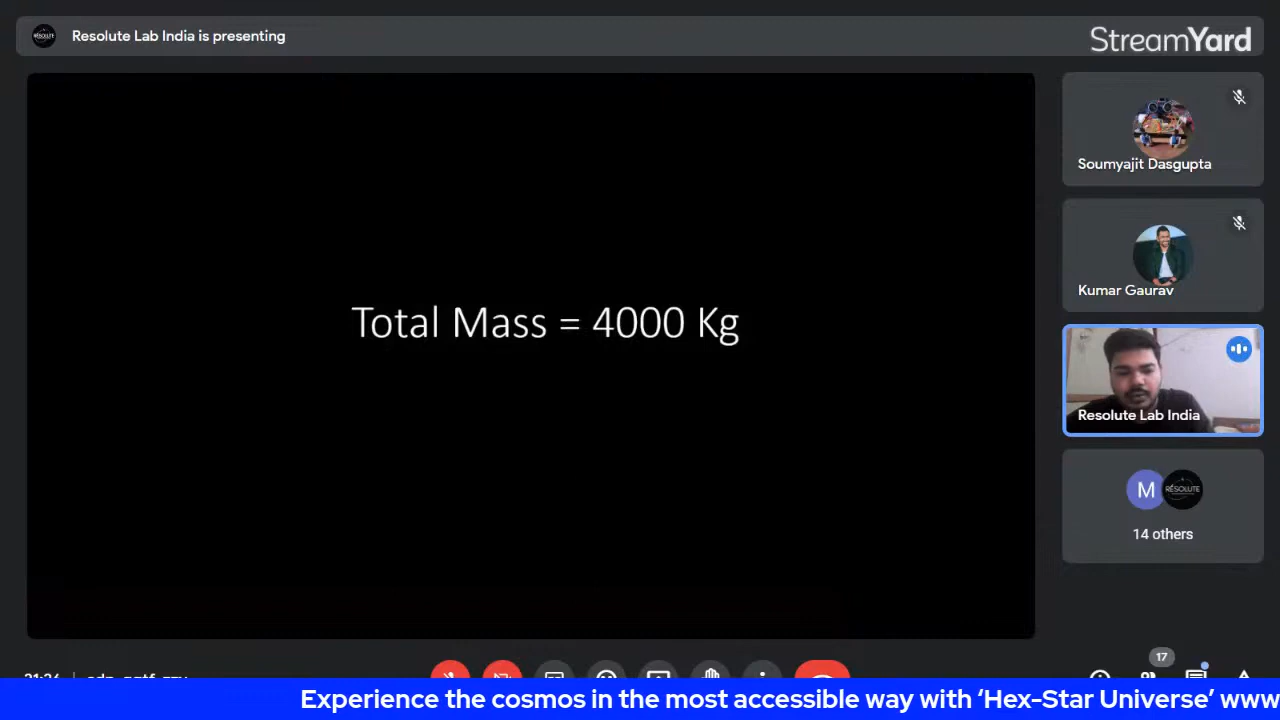 Resolute Lab India is presenting
StreamYard
Total Mass = 4000 Kg
Soumyajit Dasgupta
Kumar Gaurav
Resolute Lab India
M
RESOLUTE
14 others
17
Experience the cosmos in the most accessible way with ‘Hex-Star Universe’ www